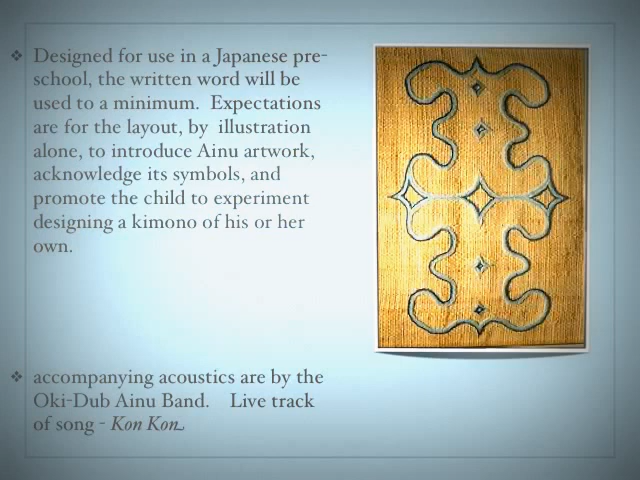 Designed for use in a Japanese pre-
school, the written word will be
used to a minimum.  Expectations
are for the layout, by  illustration
alone, to introduce Ainu artwork,
acknowledge its symbols, and
promote the child to experiment
designing a kimono of his or her
own.
accompanying acoustics are by the
Oki-Dub Ainu Band.    Live track
of song - Kon Kon